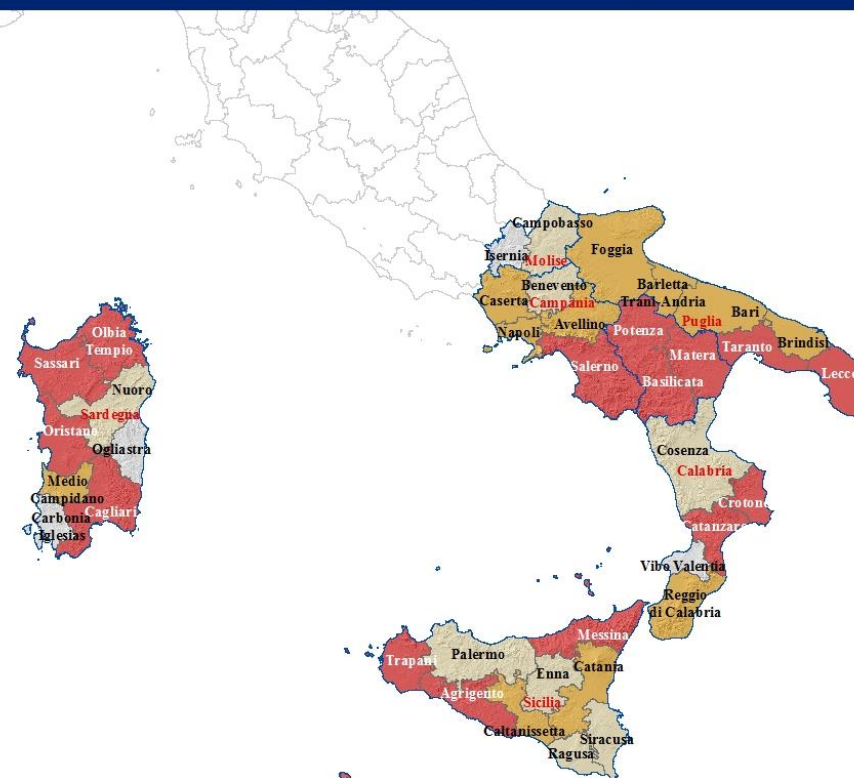 Campobasso
Isernia
Molise
Foggia
Benevento
Barletta
Caserta
Campania
Trani-Andria
Bari
Napoli
Avellino
Potenza
Puglia
Brindisi
Taranto
Matera
Salerno
Basilicata
Lecce
Olbia
Tempio
Sassari
Nuoro
Sardegna
Oristano
Ogliastra
Medio
Campidano
Carbonia
Iglesias
Cagliari
Cosenza
Calabria
Crotone
Catanzaro
Vibo Valentia
Reggio
di Calabria
Messina
Trapani
Palermo
Enna
Catania
Agrigento
Sicilia
Caltanissetta
Siracusa
Ragusa